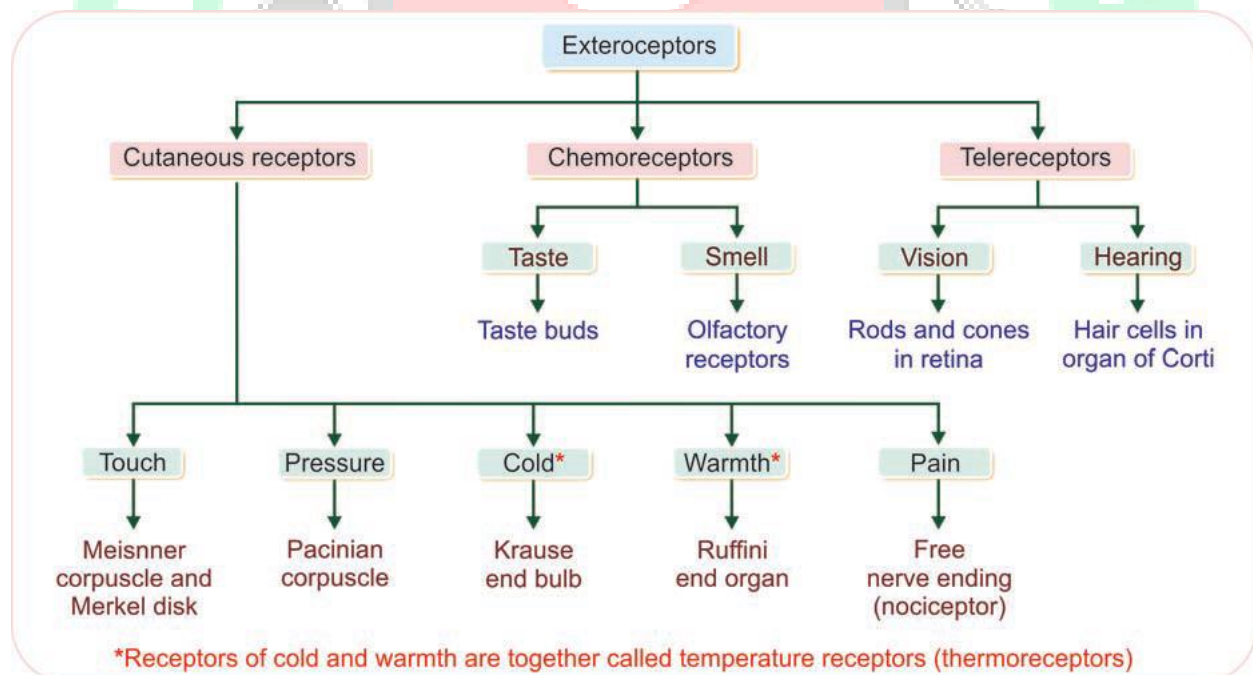 Exteroceptors
Cutaneous receptors
Chemoreceptors
Telereceptors
Taste
Smell
Vision
Hearing
Taste buds
Olfactory
receptors
Rods and cones
in retina
Hair cells in
organ of Corti
Touch
Pressure
Cold*
Warmth*
Pain
Meisnner
corpuscle and
Merkel disk
Pacinian
corpuscle
Krause
end bulb
Ruffini
end organ
Free
nerve ending
(nociceptor)
*Receptors of cold and warmth are together called temperature receptors (thermoreceptors)